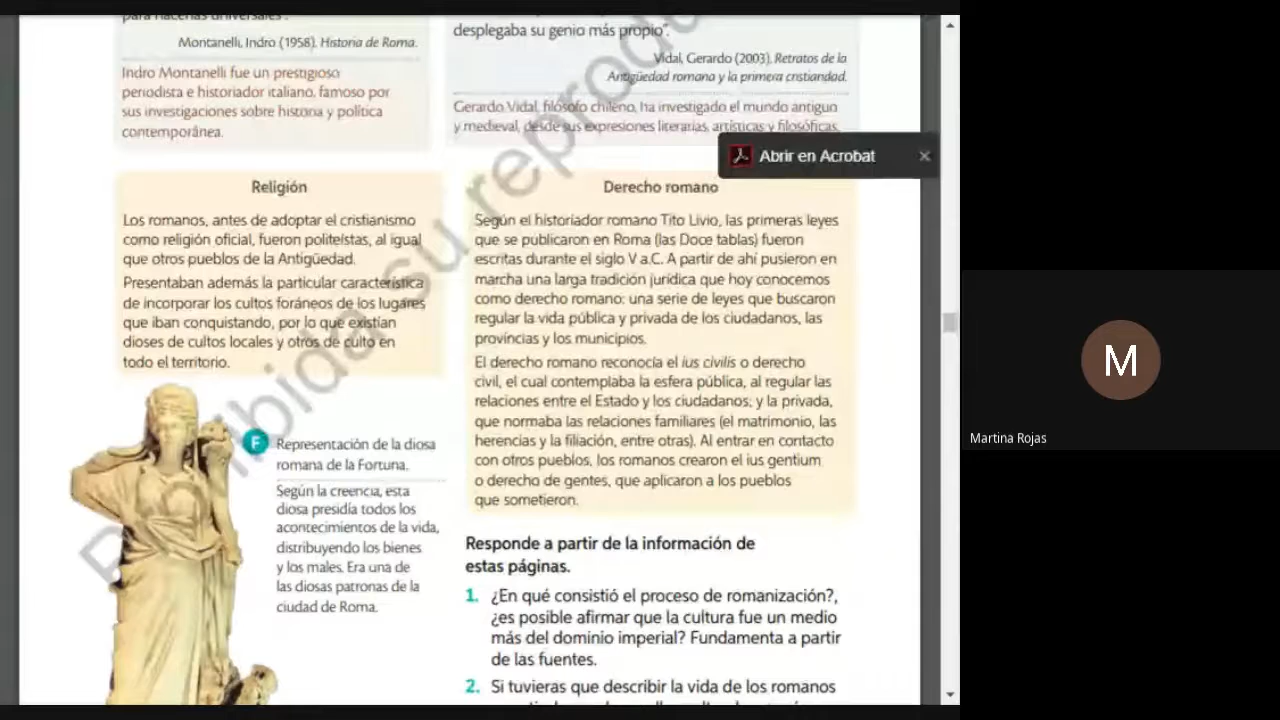 para hacerlas universales".
Montanelli, Indro (1958). Historia de Roma.
Indro Montanelli fue un prestigioso
periodista e historiador italiano, famoso por
sus investigaciones sobre historia y política
contemporánea.
desplegaba su genio más propio".
Vidal, Gerardo (2003). Retratos de la
Antigüedad romana y la primera cristiandad.
Gerardo Vidal, filósofo chileno, ha investigado el mundo antiguo
y medieval, desde sus expresiones literarias, artísticas y filosóficas.
Abrir en Acrobat
Religión
Los romanos, antes de adoptar el cristianismo
como religión oficial, fueron politeístas, al igual
que otros pueblos de la Antigüedad.
Presentaban además la particular característica
de incorporar los cultos foráneos de los lugares
que iban conquistando, por lo que existían
dioses de cultos locales y otros de culto en
todo el territorio.
F
Representación de la diosa
romana de la Fortuna.
Según la creencia, esta
diosa presidía todos los
acontecimientos de la vida,
distribuyendo los bienes
y los males. Era una de
las diosas patronas de la
ciudad de Roma.
Derecho romano
Según el historiador romano Tito Livio, las primeras leyes
que se publicaron en Roma (las Doce tablas) fueron
escritas durante el siglo V a.C. A partir de ahí pusieron en
marcha una larga tradición jurídica que hoy conocemos
como derecho romano: una serie de leyes que buscaron
regular la vida pública y privada de los ciudadanos, las
provincias y los municipios.
El derecho romano reconocía el ius civilis o derecho
civil, el cual contemplaba la esfera pública, al regular las
relaciones entre el Estado y los ciudadanos; y la privada,
que normaba las relaciones familiares (el matrimonio, las
herencias y la filiación, entre otras). Al entrar en contacto
con otros pueblos, los romanos crearon el ius gentium
o derecho de gentes, que aplicaron a los pueblos
que sometieron.
Responde a partir de la información de
estas páginas.
1. ¿En qué consistió el proceso de romanización?,
¿es posible afirmar que la cultura fue un medio
más del dominio imperial? Fundamenta a partir
de las fuentes.
2. Si tuvieras que describir la vida de los romanos
su reprodu
M
Martina Rojas